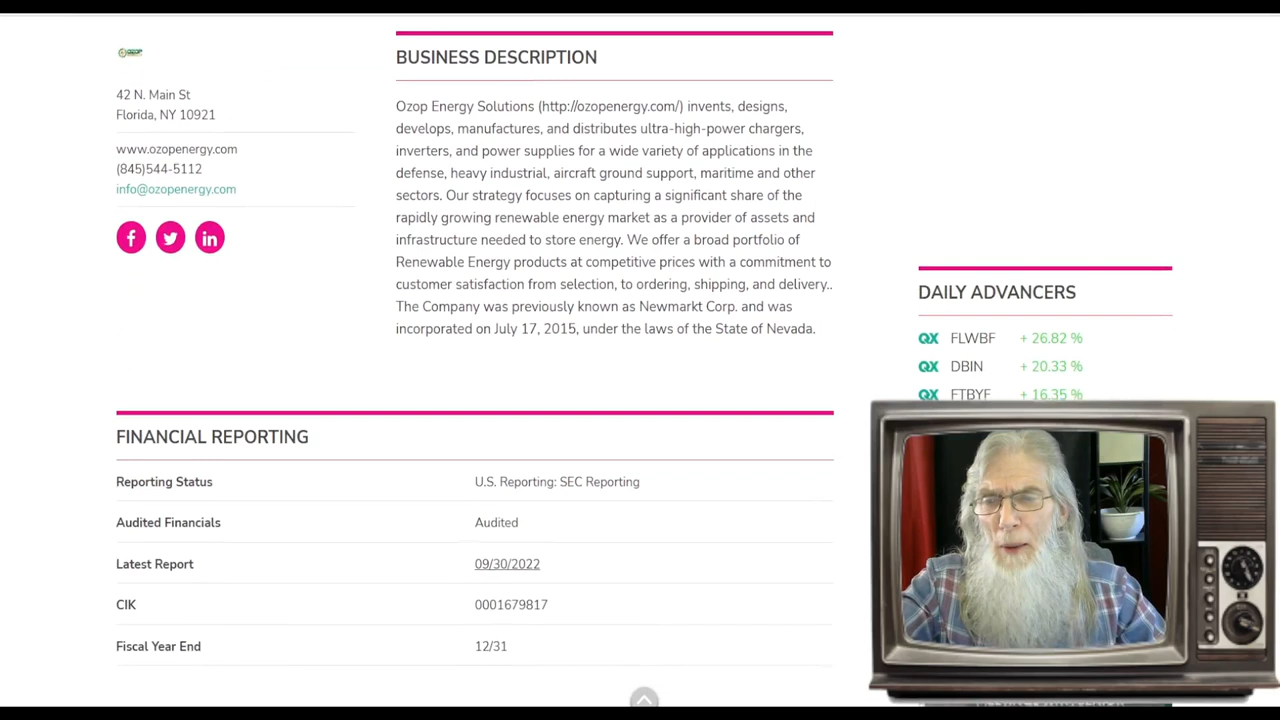 42 N. Main St
Florida, NY 10921
www.ozopenergy.com
(845)544-5112
info@ozopenergy.com
BUSINESS DESCRIPTION
Ozop Energy Solutions (http://ozopenergy.com/) invents, designs,
develops, manufactures, and distributes ultra-high-power chargers,
inverters, and power supplies for a wide variety of applications in the
defense, heavy industrial, aircraft ground support, maritime and other
sectors. Our strategy focuses on capturing a significant share of the
rapidly growing renewable energy market as a provider of assets and
infrastructure needed to store energy. We offer a broad portfolio of
Renewable Energy products at competitive prices with a commitment to
customer satisfaction from selection, to ordering, shipping, and delivery..
The Company was previously known as Newmarkt Corp. and was
incorporated on July 17, 2015, under the laws of the State of Nevada.
DAILY ADVANCERS
QX FLWBF + 26.82 %
QX DBIN + 20.33 %
QX FTBYF + 16.35 %
FINANCIAL REPORTING
Reporting Status U.S. Reporting: SEC Reporting
Audited Financials Audited
Latest Report 09/30/2022
CIK 0001679817
Fiscal Year End 12/31